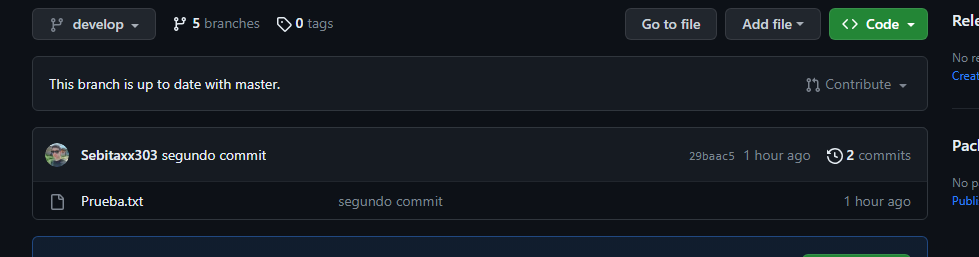 develop 5 branches 0 tags Go to file Add file Code
This branch is up to date with master. Contribute
Sebitaxx303 segundo commit 29baac5 1 hour ago 2 commits
Prueba.txt segundo commit 1 hour ago
Rele
No re
Creat
Pack
No p
Publi